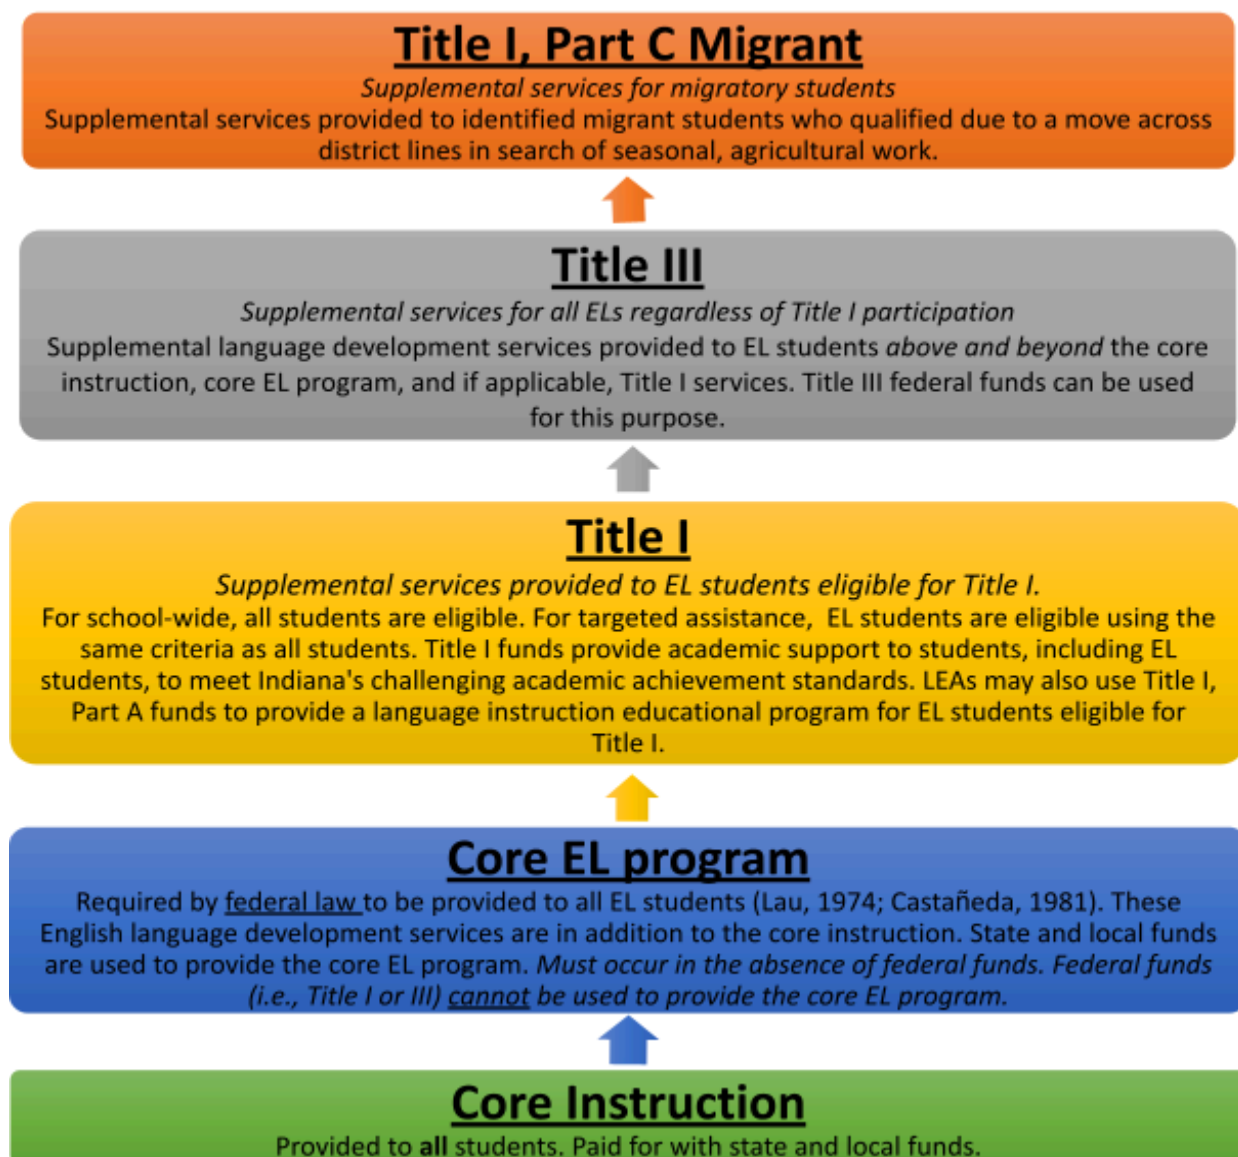 Title I, Part C Migrant
Supplemental services for migratory students
Supplemental services provided to identified migrant students who qualified due to a move across
district lines in search of seasonal, agricultural work.
Title III
Supplemental services for all ELs regardless of Title I participation
Supplemental language development services provided to EL students above and beyond the core
instruction, core EL program, and if applicable, Title I services. Title III federal funds can be used
for this purpose.
Title I
Supplemental services provided to EL students eligible for Title I.
For school-wide, all students are eligible. For targeted assistance,  EL students are eligible using the
same criteria as all students. Title I funds provide academic support to students, including EL
students, to meet Indiana's challenging academic achievement standards. LEAs may also use Title I,
Part A funds to provide a language instruction educational program for EL students eligible for
Title I.
Core EL program
Required by federal law to be provided to all EL students (Lau, 1974; Castañeda, 1981). These
English language development services are in addition to the core instruction. State and local funds
are used to provide the core EL program. Must occur in the absence of federal funds. Federal funds
(i.e., Title I or III) cannot be used to provide the core EL program.
Core Instruction
Provided to all students. Paid for with state and local funds.